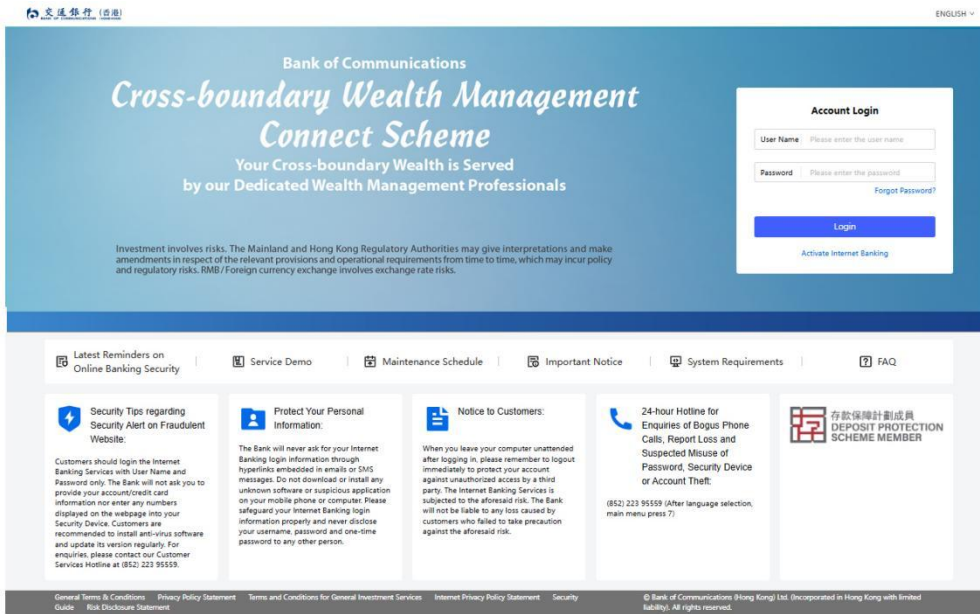 交通銀行 (香港)
BANK OF COMMUNICATIONS (HONG KONG)
ENGLISH
Bank of Communications
Cross-boundary Wealth Management
Connect Scheme
Your Cross-boundary Wealth is Served
by our Dedicated Wealth Management Professionals
Investment involves risks. The Mainland and Hong Kong Regulatory Authorities may give interpretations and make
amendments in respect of the relevant provisions and operational requirements from time to time, which may incur policy
and regulatory risks. RMB/Foreign currency exchange involves exchange rate risks.
Account Login
User Name Please enter the user name
Password Please enter the password
Forgot Password?
Login
Activate Internet Banking
Latest Reminders on
Online Banking Security
Service Demo
Maintenance Schedule
Important Notice
System Requirements
FAQ
Security Tips regarding
Security Alert on Fraudulent
Website:
Customers should login the Internet
Banking Services with User Name and
Password only. The Bank will not ask you to
provide your account/credit card
information nor enter any numbers
displayed on the webpage into your
Security Device. Customers are
recommended to install anti-virus software
and update its version regularly. For
enquiries, please contact our Customer
Services Hotline at (852) 223 95559.
Protect Your Personal
Information:
The Bank will never ask for your Internet
Banking login information through
hyperlinks embedded in emails or SMS
messages. Do not download or install any
unknown software or suspicious application
on your mobile phone or computer. Please
safeguard your Internet Banking login
information properly and never disclose
your username, password and one-time
password to any other person.
Notice to Customers:
When you leave your computer unattended
after logging in, please remember to logout
immediately to protect your account
against unauthorized access by a third
party. The Internet Banking Services is
subjected to the aforesaid risk. The Bank
will not be liable to any loss caused by
customers who failed to take precaution
against the aforesaid risk.
24-hour Hotline for
Enquiries of Bogus Phone
Calls, Report Loss and
Suspected Misuse of
Password, Security Device
or Account Theft:
(852) 223 95559 (After language selection,
main menu press 7)
存款保障計劃成員
DEPOSIT PROTECTION
SCHEME MEMBER
General Terms & Conditions Privacy Policy Statement Terms and Conditions for General Investment Services Internet Privacy Policy Statement Security
Guide Risk Disclosure Statement
© Bank of Communications (Hong Kong) Ltd. (Incorporated in Hong Kong with limited
liability). All rights reserved.